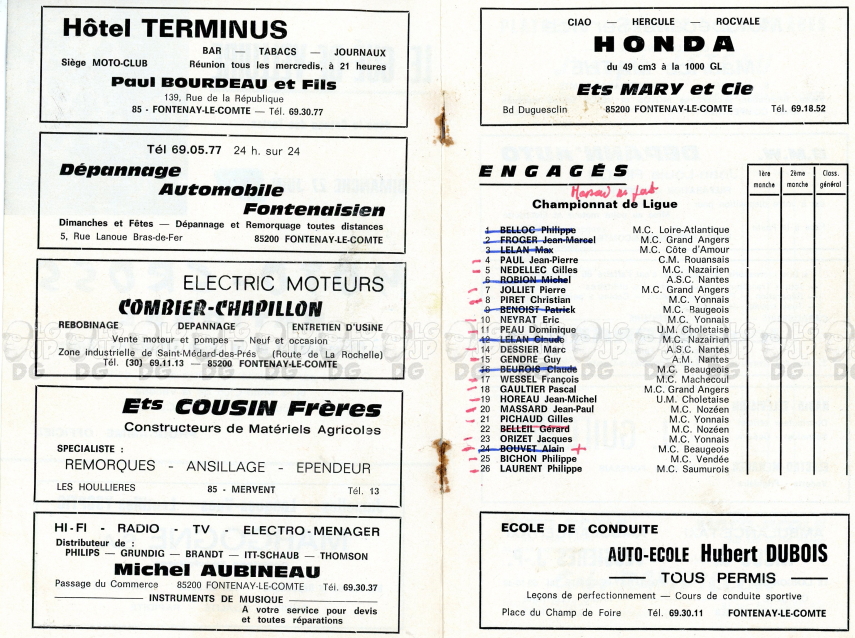 Hôtel TERMINUS
BAR — TABACS — JOURNAUX
Siège MOTO-CLUB Réunion tous les mercredis, à 21 heures
Paul BOURDEAU et Fils
139, Rue de la République
85 - FONTENAY-LE-COMTE — Tél. 69.30.77
Tél 69.05.77 24 h. sur 24
Dépannage
Automobile
Fontenaisien
Dimanches et Fêtes — Dépannage et Remorquage toutes distances
5, Rue Lanoue Bras-de-Fer 85200 FONTENAY-LE-COMTE
ELECTRIC MOTEURS
COMBIER-CHAPILLON
REBOBINAGE DEPANNAGE ENTRETIEN D'USINE
Vente moteur et pompes — Neuf et occasion
Zone industrielle de Saint-Médard-des-Prés (Route de La Rochelle)
Tél. (30) 69.11.13 — 85200 FONTENAY-LE-COMTE
Ets COUSIN Frères
Constructeurs de Matériels Agricoles
SPECIALISTE :
REMORQUES - ANSILLAGE - EPENDEUR
LES HOULLIERES 85 - MERVENT Tél. 13
HI-FI - RADIO - TV - ELECTRO-MENAGER
Distributeur de :
PHILIPS — GRUNDIG — BRANDT — ITT-SCHAUB — THOMSON
Michel AUBINEAU
Passage du Commerce 85200 FONTENAY-LE-COMTE Tél. 69.30.37
INSTRUMENTS DE MUSIQUE
A votre service pour devis
et toutes réparations
CIAO — HERCULE — ROCVALE
HONDA
du 49 cm3 à la 1000 GL
Ets MARY et Cie
Bd Duguesclin 85200 FONTENAY-LE-COMTE Tél. 69.18.52
ENGAGÉS
Championnat de Ligue
1ère manche 2ème manche Class. général
1 BELLOC Philippe M.C. Loire-Atlantique
2 FROGER Jean-Marcel M.C. Grand Angers
3 LELAN Max M.C. Côte d'Amour
4 PAUL Jean-Pierre C.M. Rouansais
5 NEDELLEC Gilles M.C. Nazairien
6 ROBION Michel A.S.C. Nantes
7 JOLLIET Pierre M.C. Grand Angers
8 PIRET Christian M.C. Yonnais
9 BENOIST Patrick M.C. Baugeois
10 NEYRAT Eric M.C. Yonnais
11 PEAU Dominique U.M. Choletaise
12 LELAN Claude M.C. Nazairien
14 DESSIER Marc A.S.C. Nantes
15 GENDRE Guy A.M. Nantes
16 BEUROIS Claude M.C. Beaugeois
17 WESSEL François M.C. Machecoul
18 GAULTIER Pascal M.C. Grand Angers
19 HOREAU Jean-Michel U.M. Choletaise
20 MASSARD Jean-Paul M.C. Nozéen
21 PICHAUD Gilles M.C. Yonnais
22 BELLEIL Gérard M.C. Nozéen
23 ORIZET Jacques M.C. Yonnais
24 BOUVET Alain M.C. Beaugeois
25 BICHON Philippe M.C. Vendée
26 LAURENT Philippe M.C. Saumurois
ECOLE DE CONDUITE
AUTO-ECOLE Hubert DUBOIS
TOUS PERMIS
Leçons de perfectionnement — Cours de conduite sportive
Place du Champ de Foire Tél. 69.30.11 FONTENAY-LE-COMTE